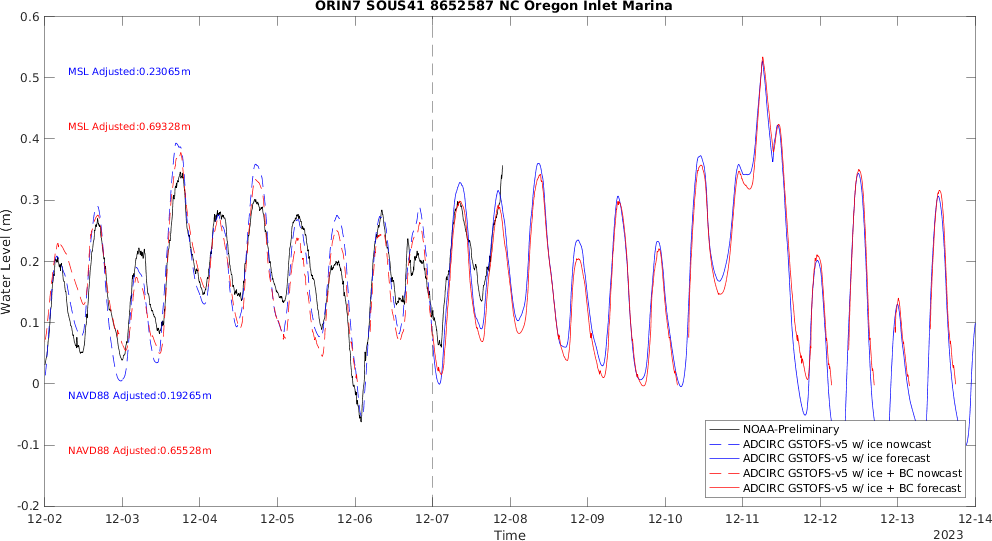 ORIN7 SOUS41 8652587 NC Oregon Inlet Marina
0.6
0.5
0.4
0.3
0.2
0.1
0
-0.1
-0.2
Water Level (m)
MSL Adjusted:0.23065m
MSL Adjusted:0.69328m
NAVD88 Adjusted:0.19265m
NAVD88 Adjusted:0.65528m
NOAA-Preliminary
ADCIRC GSTOFS-v5 w/ ice nowcast
ADCIRC GSTOFS-v5 w/ ice forecast
ADCIRC GSTOFS-v5 w/ ice + BC nowcast
ADCIRC GSTOFS-v5 w/ ice + BC forecast
12-02 12-03 12-04 12-05 12-06 12-07 12-08 12-09 12-10 12-11 12-12 12-13 12-14
Time
2023